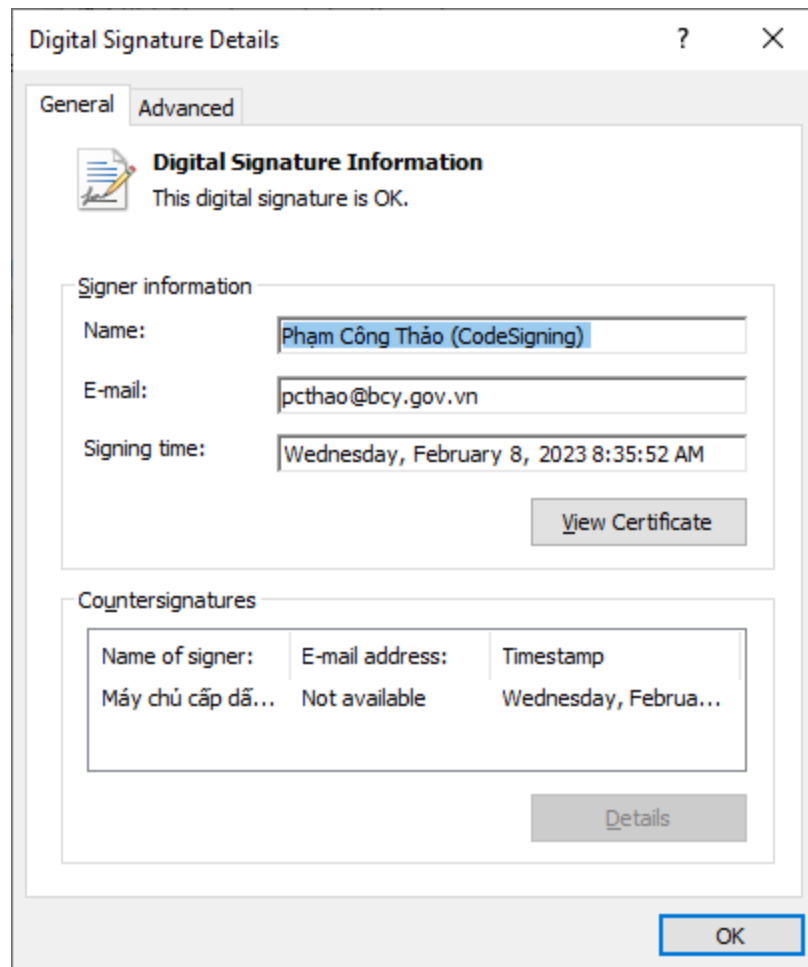 Digital Signature Details
General Advanced
Digital Signature Information
This digital signature is OK.
Signer information
Name: Phạm Công Thảo (CodeSigning)
E-mail: pcthao@bcy.gov.vn
Signing time: Wednesday, February 8, 2023 8:35:52 AM
View Certificate
Countersignatures
Name of signer: E-mail address: Timestamp
Máy chủ cấp dấ... Not available Wednesday, Februa...
Details
OK